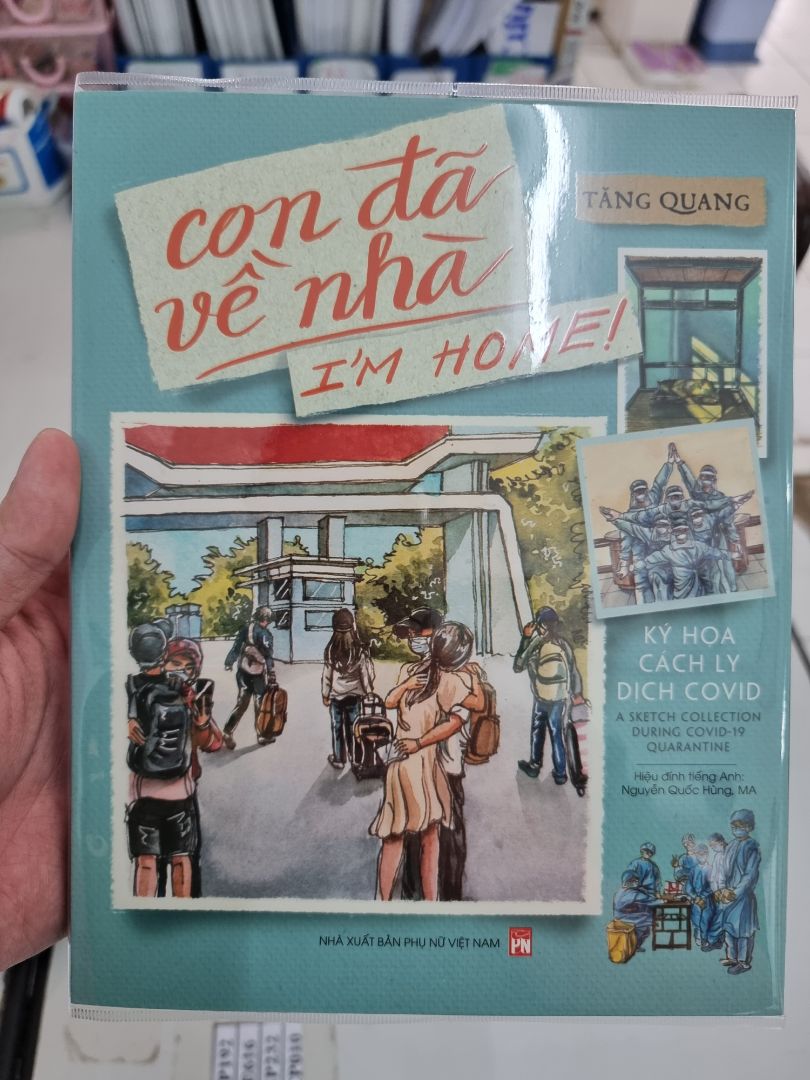 con đã
về nhà
I'M HOME!
TĂNG QUANG
KÝ HỌA
CÁCH LY
DỊCH COVID
A SKETCH COLLECTION
DURING COVID-19
QUARANTINE
Hiệu đính tiếng Anh:
Nguyễn Quốc Hùng, MA
NHÀ XUẤT BẢN PHỤ NỮ VIỆT NAM
PN